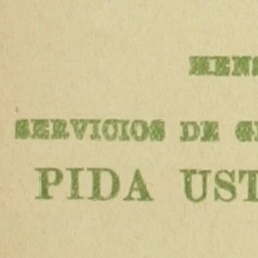 MENS
SERVICIOS DE G
PIDA UST